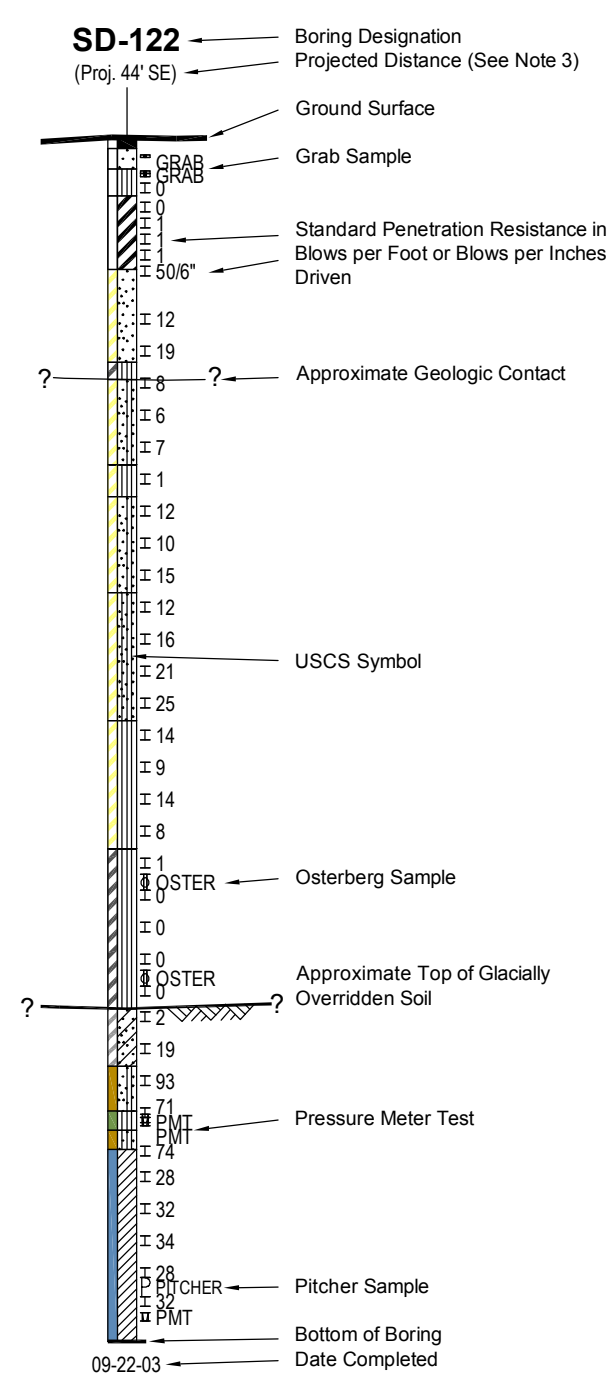 SD-122
Boring Designation
(Proj. 44' SE)
Projected Distance (See Note 3)
Ground Surface
GRAB
Grab Sample
GRAB
0
0
1
1
Standard Penetration Resistance in
Blows per Foot or Blows per Inches
Driven
1
50/6"
12
19
?
?
8
Approximate Geologic Contact
6
7
1
12
10
15
12
16
USCS Symbol
21
25
14
9
14
8
1
OSTER
Osterberg Sample
0
0
0
OSTER
0
Approximate Top of Glacially
Overridden Soil
?
?
2
19
93
71
PMT
Pressure Meter Test
PMT
74
28
32
34
28
PITCHER
Pitcher Sample
32
PMT
Bottom of Boring
09-22-03
Date Completed